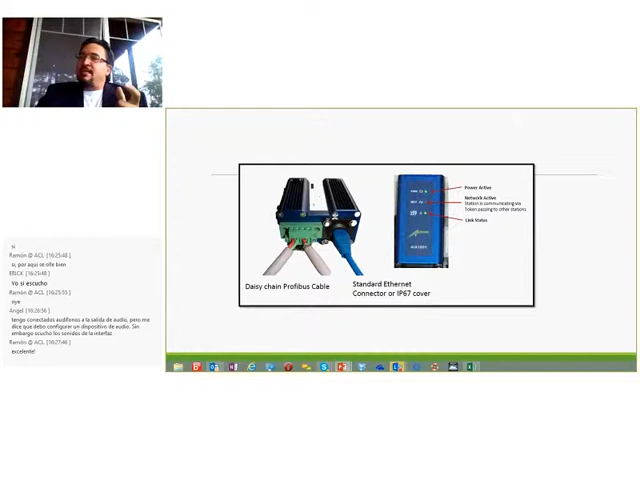 si
Ramón @ ACL [16:25:43]
si, por aqui se olle bien
ERICK [16:25:48]
Yo si escucho
Ramón @ ACL [16:25:55]
oye
Angel [16:26:56]
tengo conectados audífonos a la salida de audio, pero me
dice que debo configurar un dispositivo de audio. Sin
embargo escucho los sonidos de la interfaz.
Ramón @ ACL [16:27:46]
excelente!
Power Active
Network Active
Station is communicating via
Token passing to other stations
Link Status
Daisy chain Profibus Cable
Standard Ethernet
Connector or IP67 cover